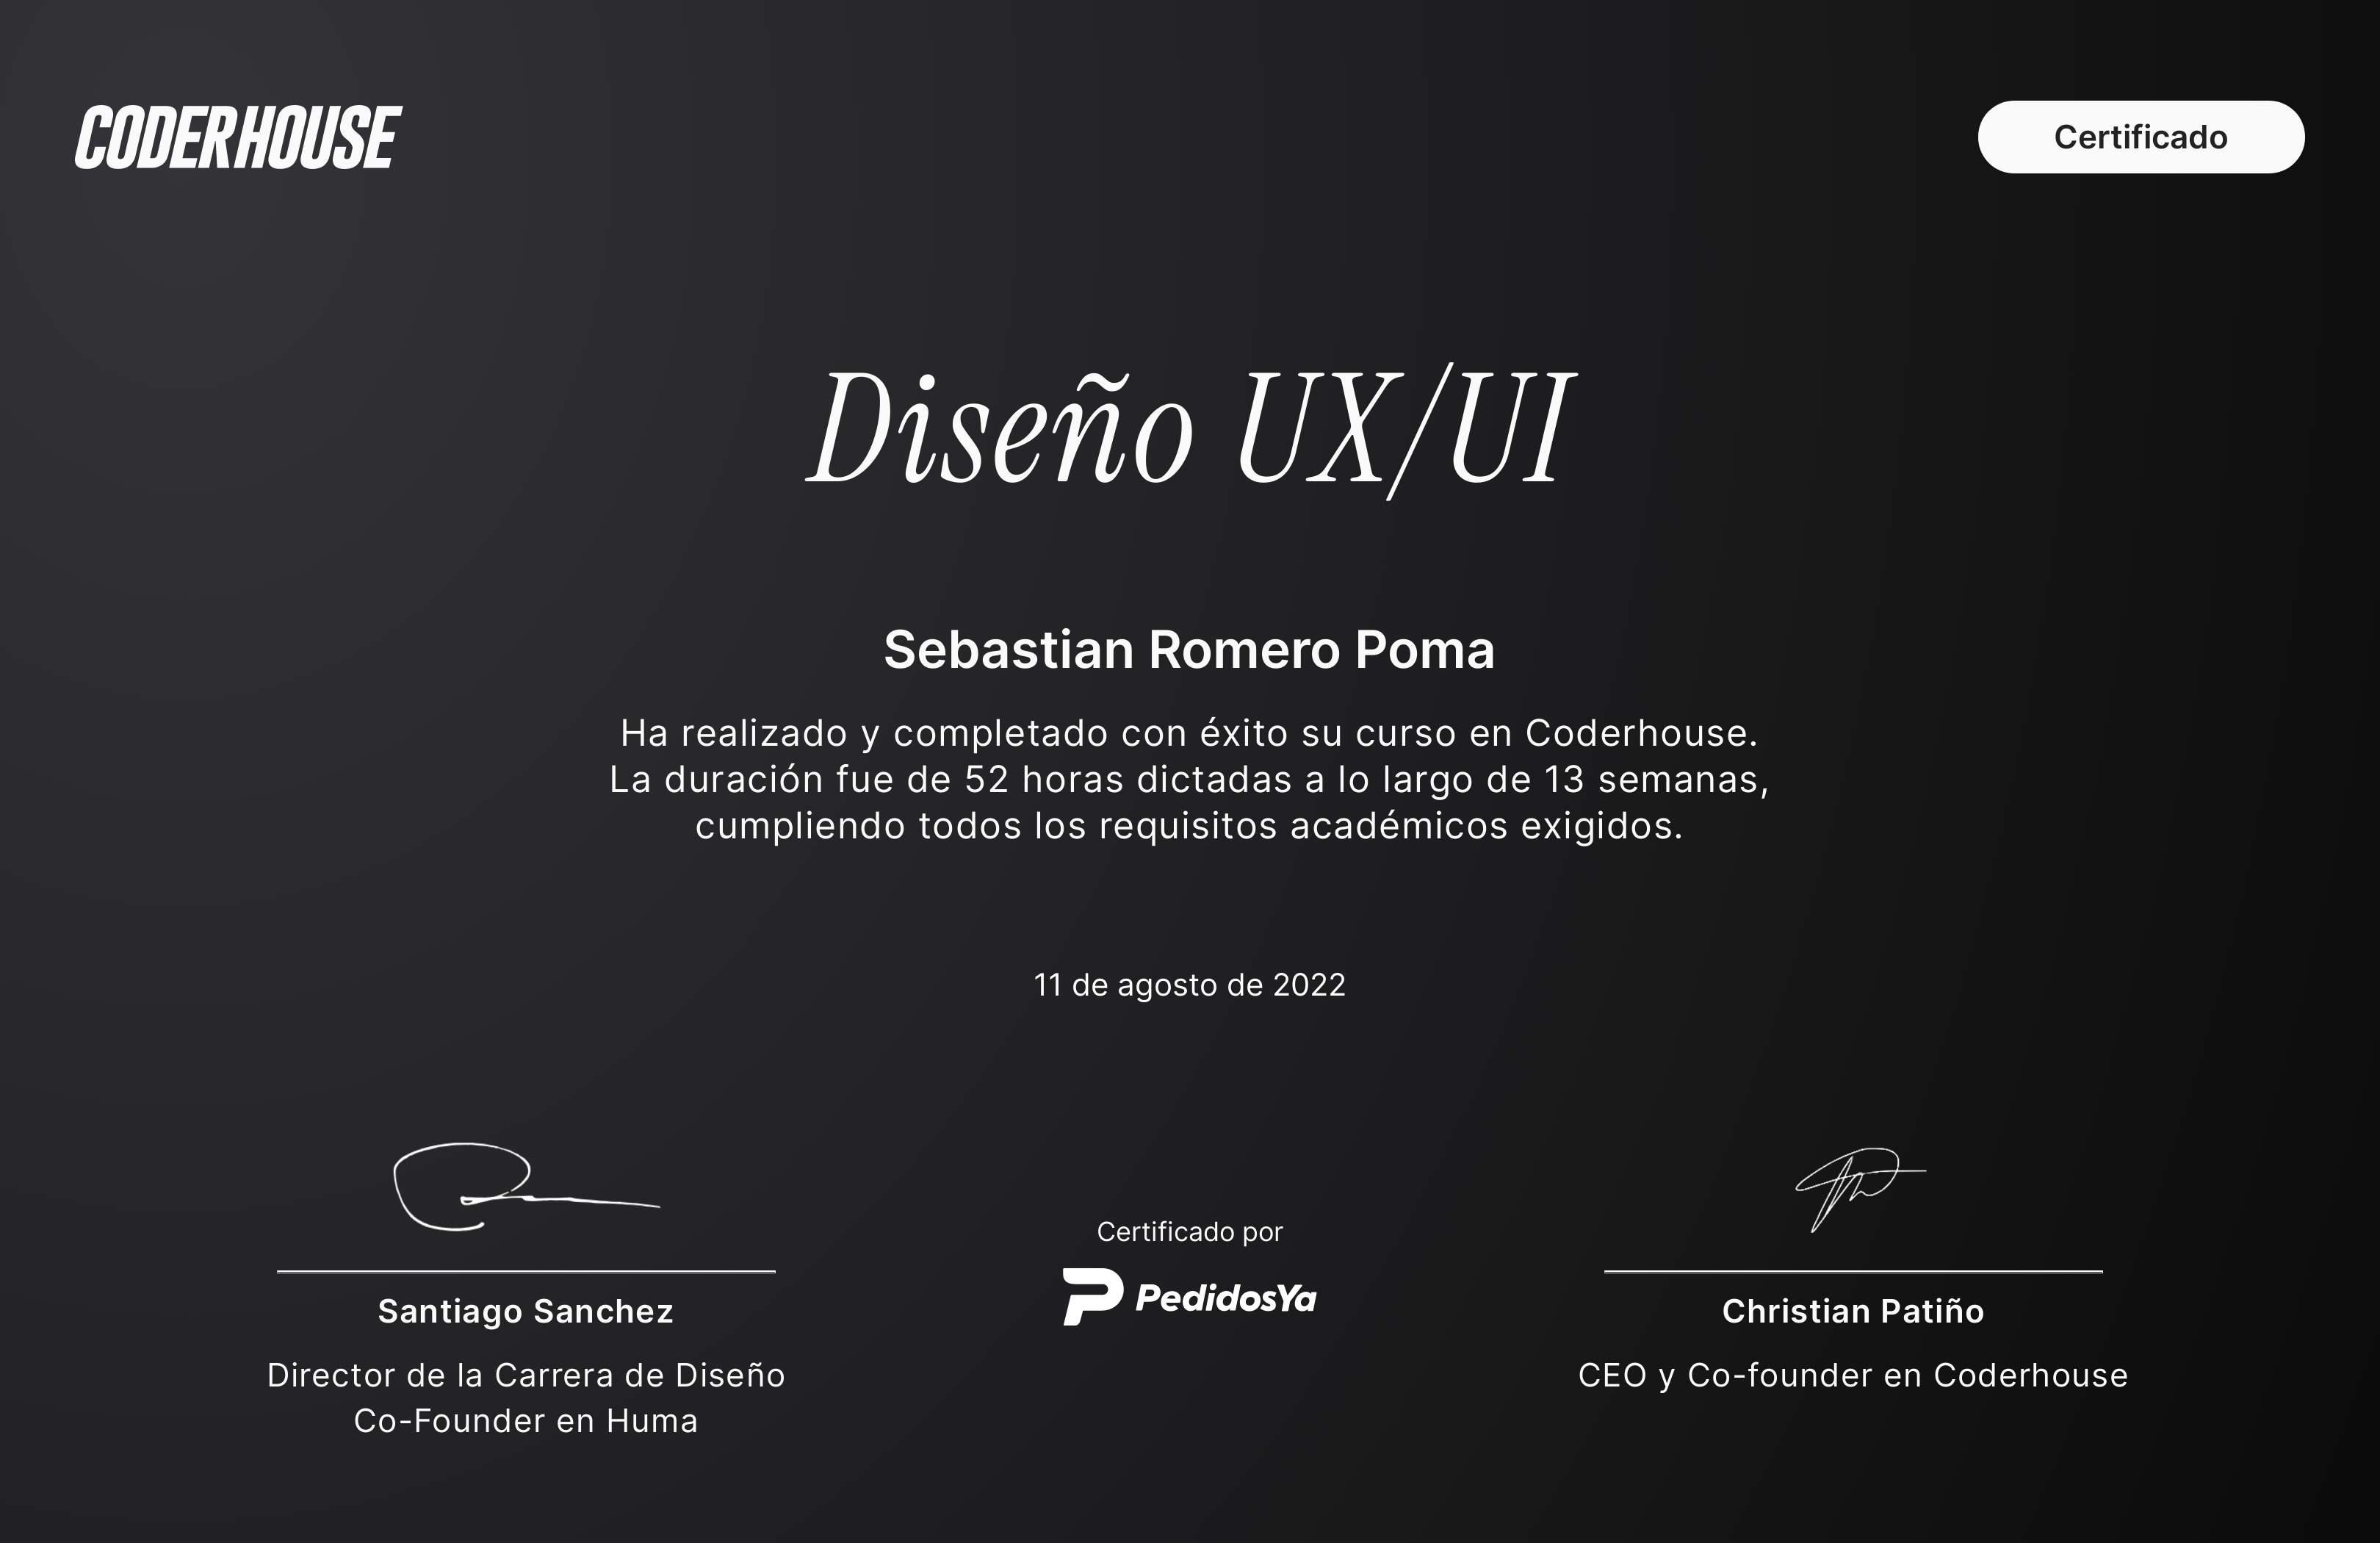 CODERHOUSE
Certificado
Diseño UX/UI
Sebastian Romero Poma
Ha realizado y completado con éxito su curso en Coderhouse.
La duración fue de 52 horas dictadas a lo largo de 13 semanas,
cumpliendo todos los requisitos académicos exigidos.
11 de agosto de 2022
Santiago Sanchez
Director de la Carrera de Diseño
Co-Founder en Huma
Certificado por
PedidosYa
Christian Patiño
CEO y Co-founder en Coderhouse